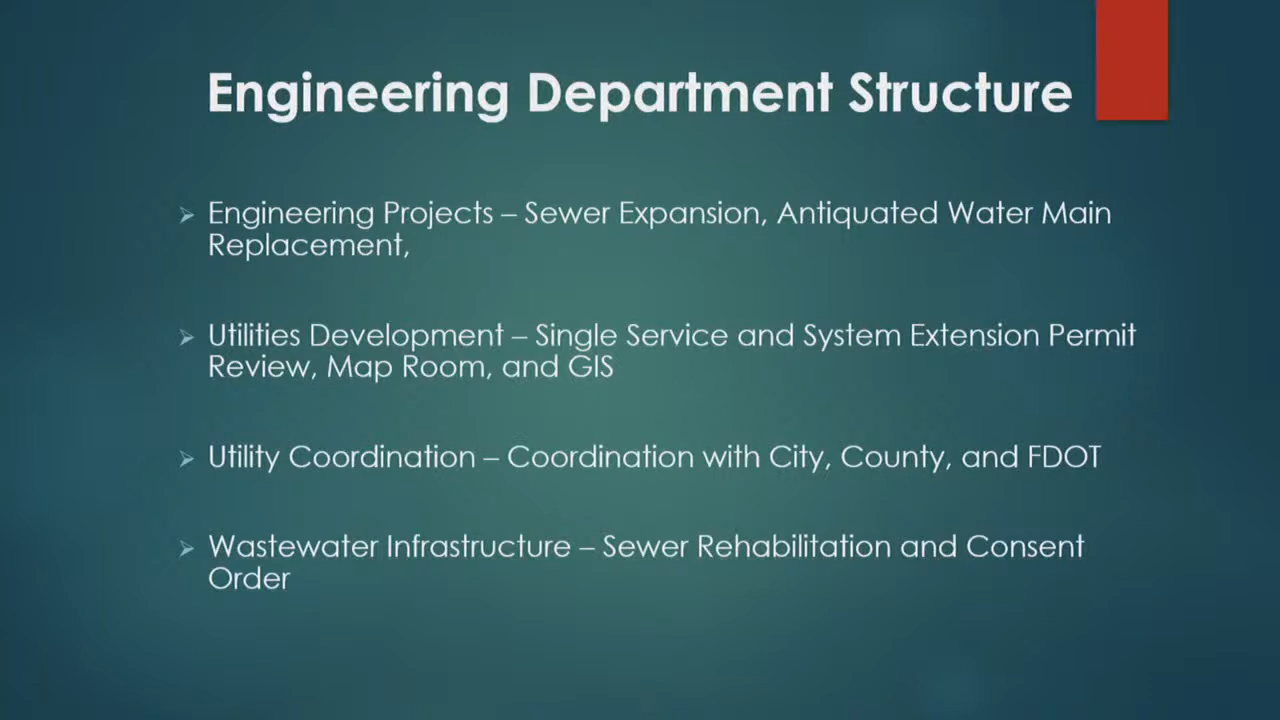 Engineering Department Structure
Engineering Projects – Sewer Expansion, Antiquated Water Main
Replacement,
Utilities Development – Single Service and System Extension Permit
Review, Map Room, and GIS
Utility Coordination – Coordination with City, County, and FDOT
Wastewater Infrastructure – Sewer Rehabilitation and Consent
Order